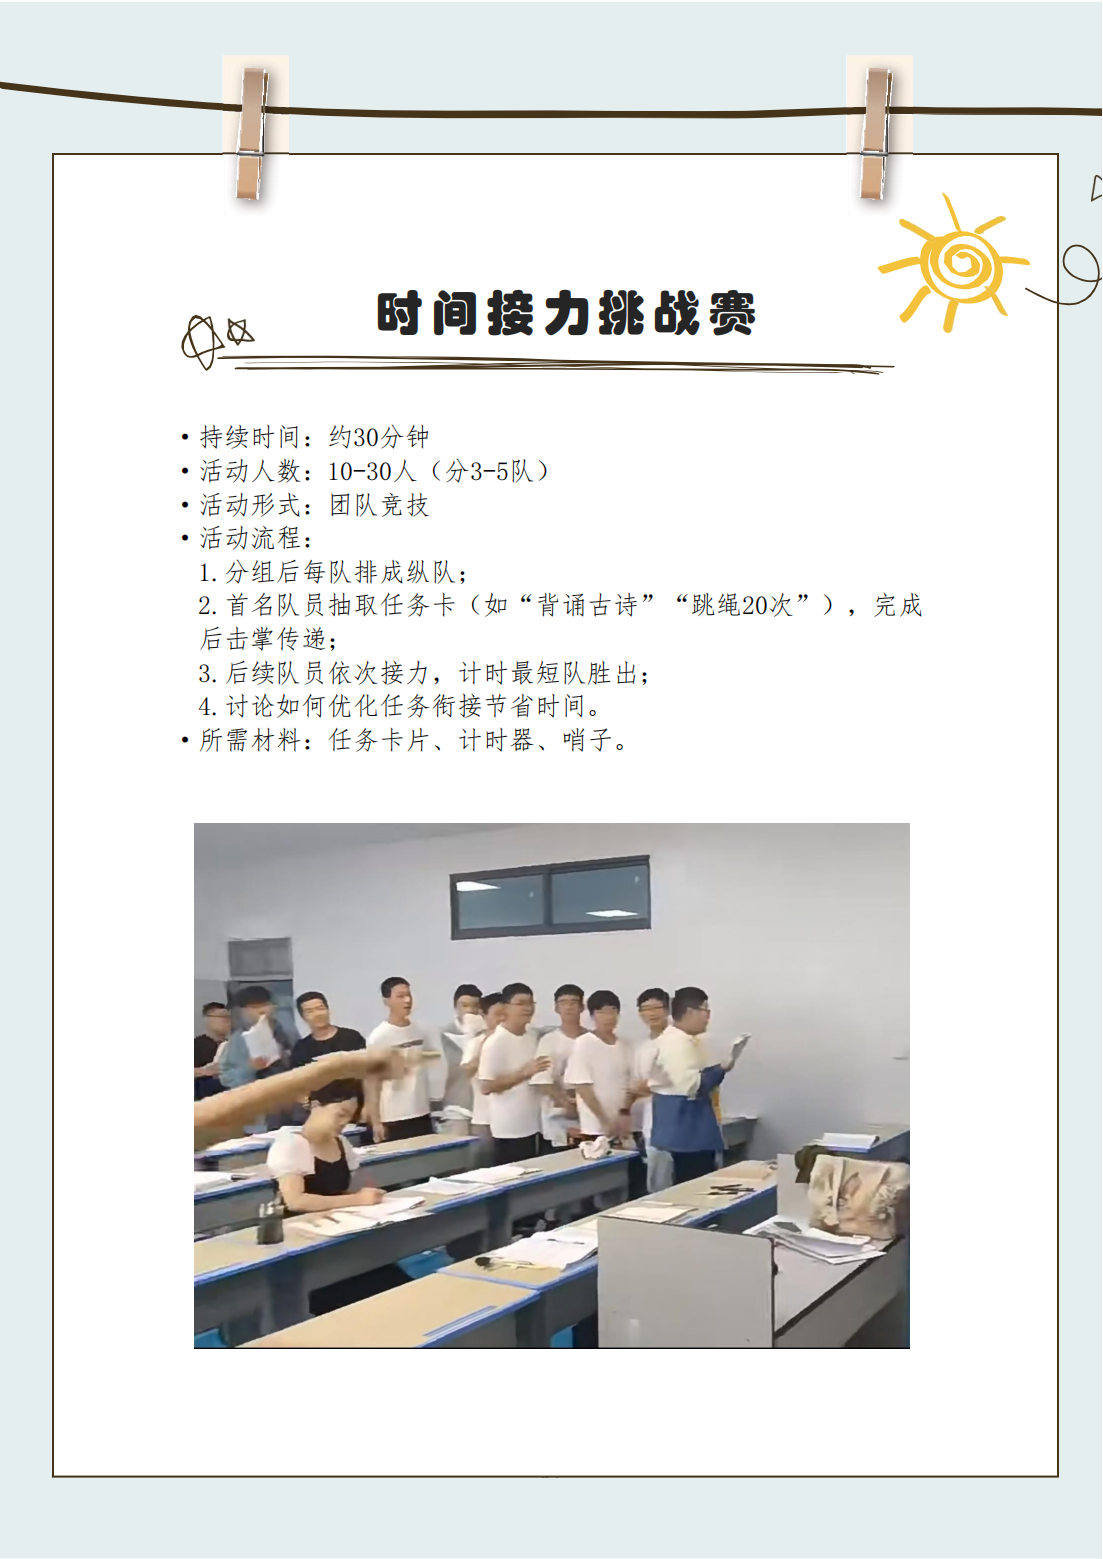 时间接力挑战赛
•持续时间：约30分钟
•活动人数：10-30人（分3-5队）
•活动形式：团队竞技
•活动流程：
1.分组后每队排成纵队；
2.首名队员抽取任务卡（如“背诵古诗”“跳绳20次”），完成
后击掌传递；
3.后续队员依次接力，计时最短队胜出；
4.讨论如何优化任务衔接节省时间。
•所需材料：任务卡片、计时器、哨子。